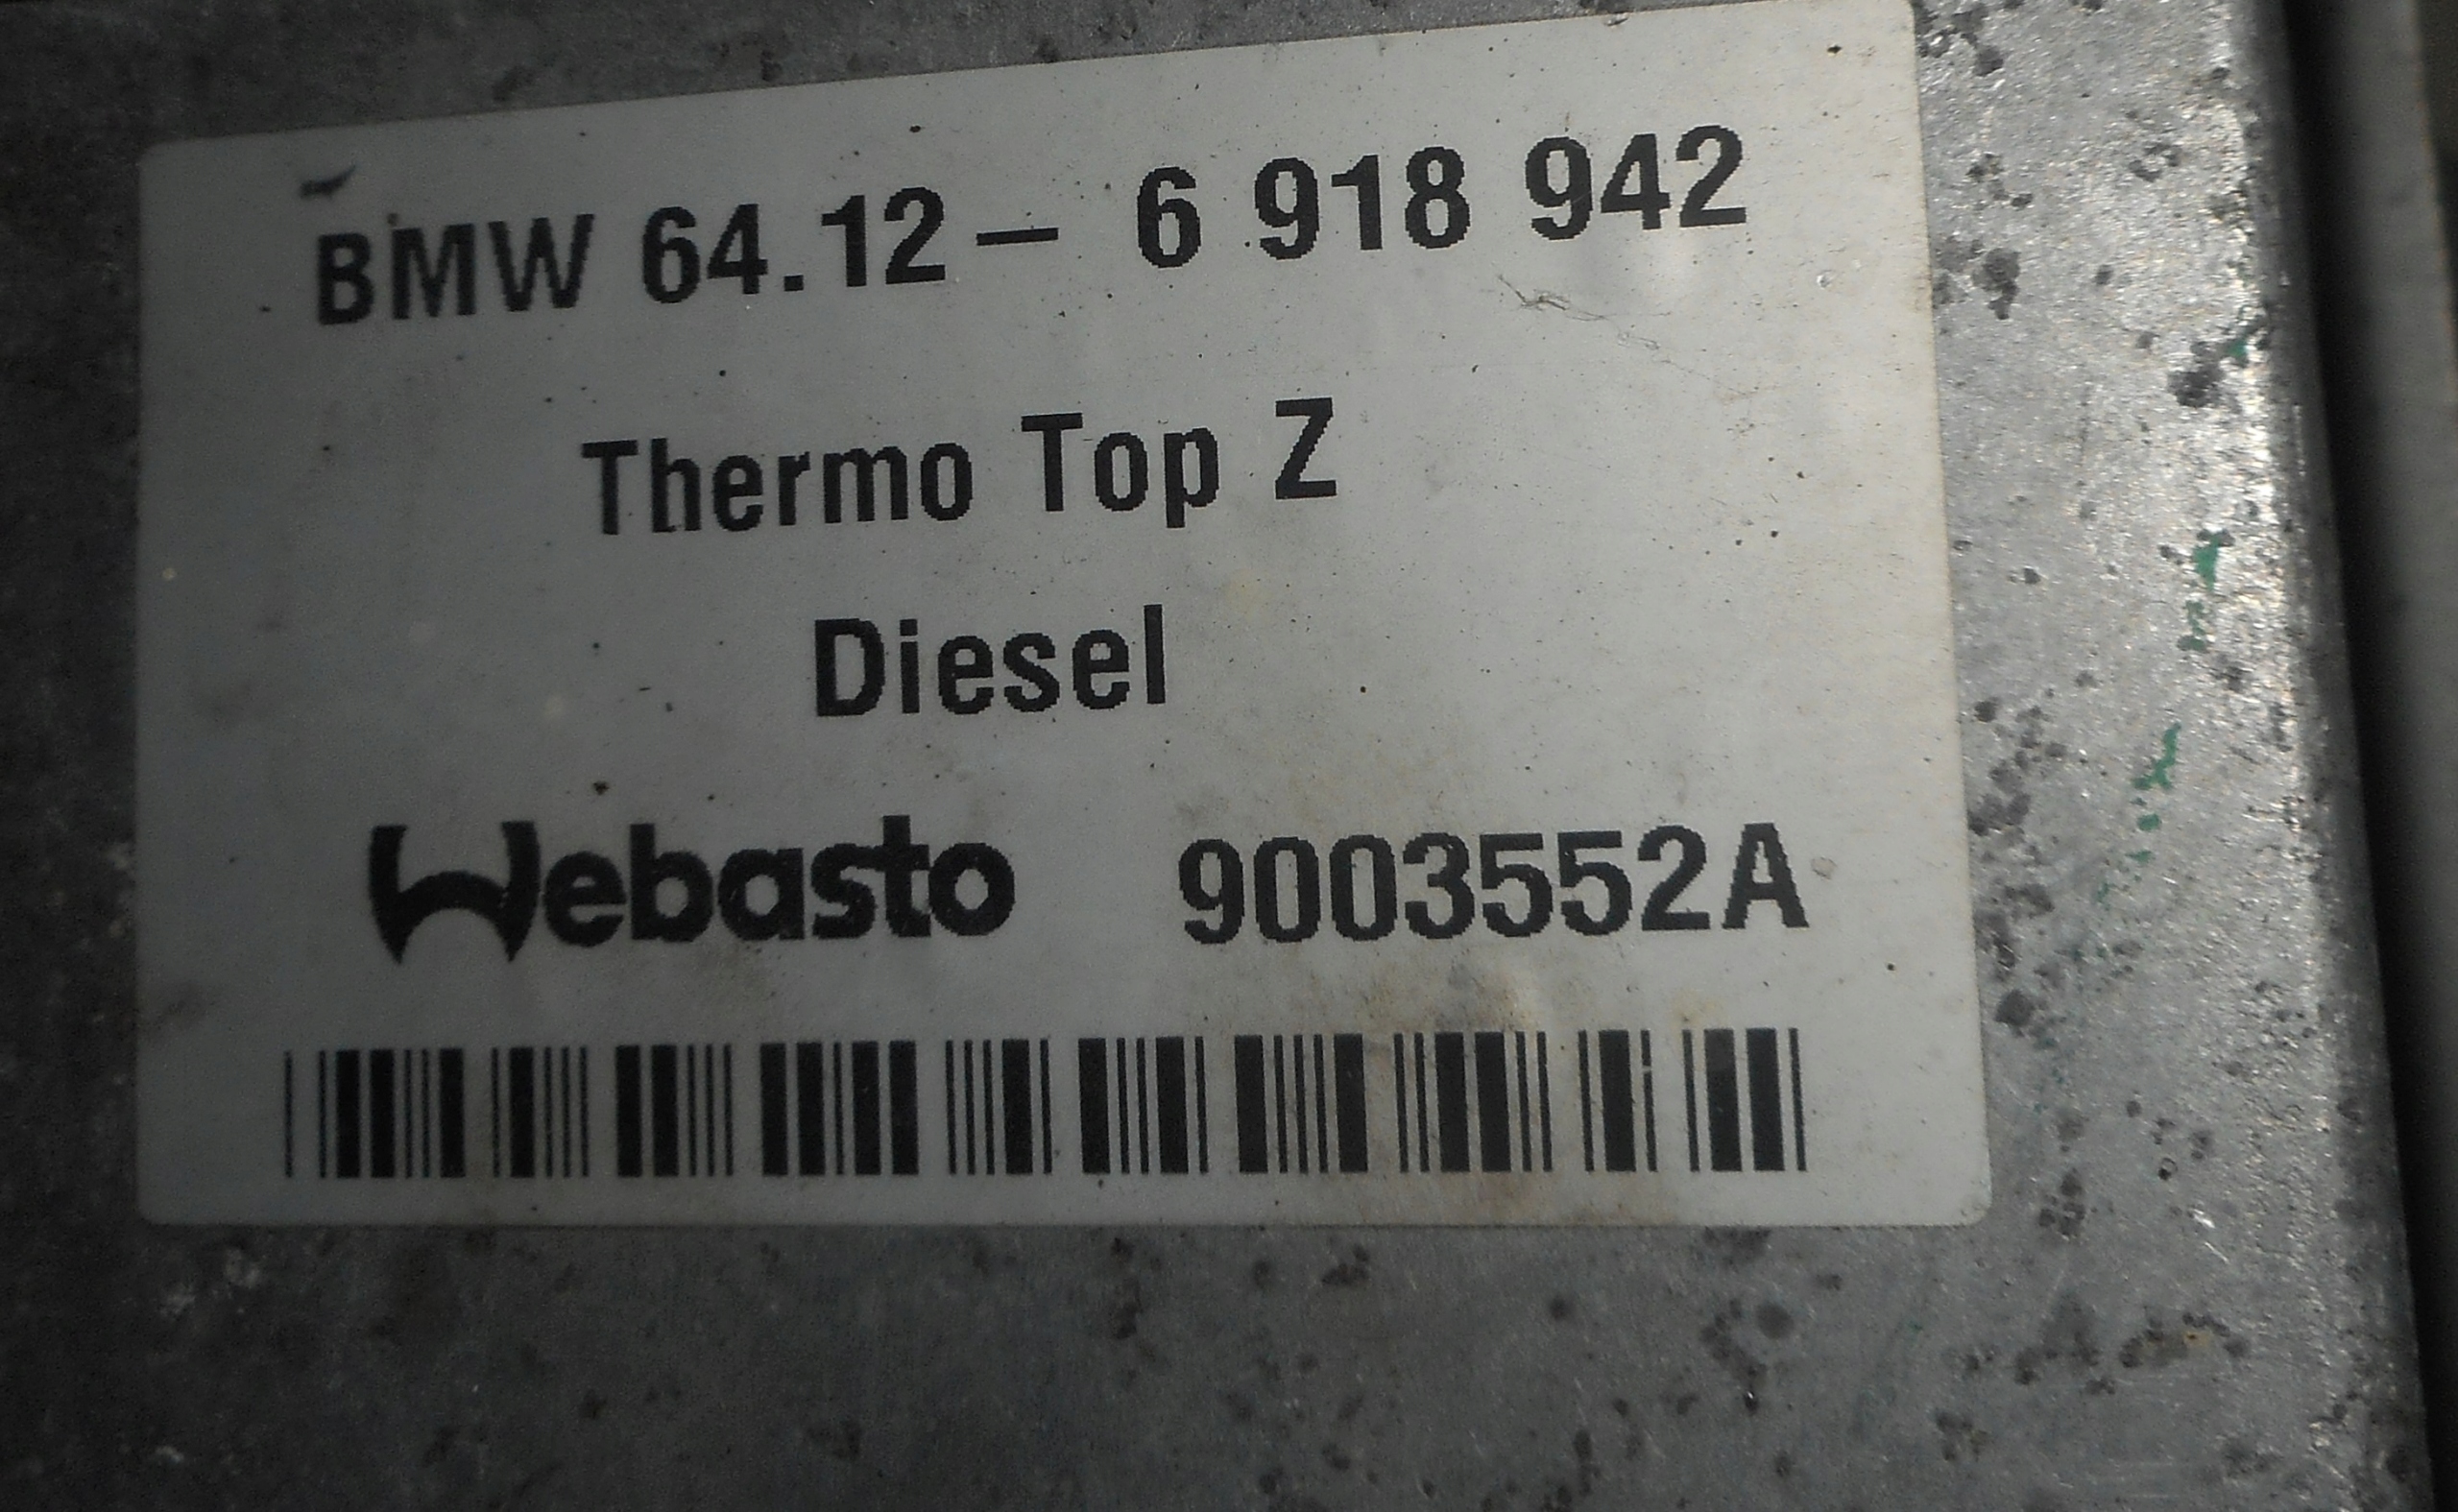 BMW 64.12- 6 918 942
Thermo Top Z
Diesel
Webasto 9003552A